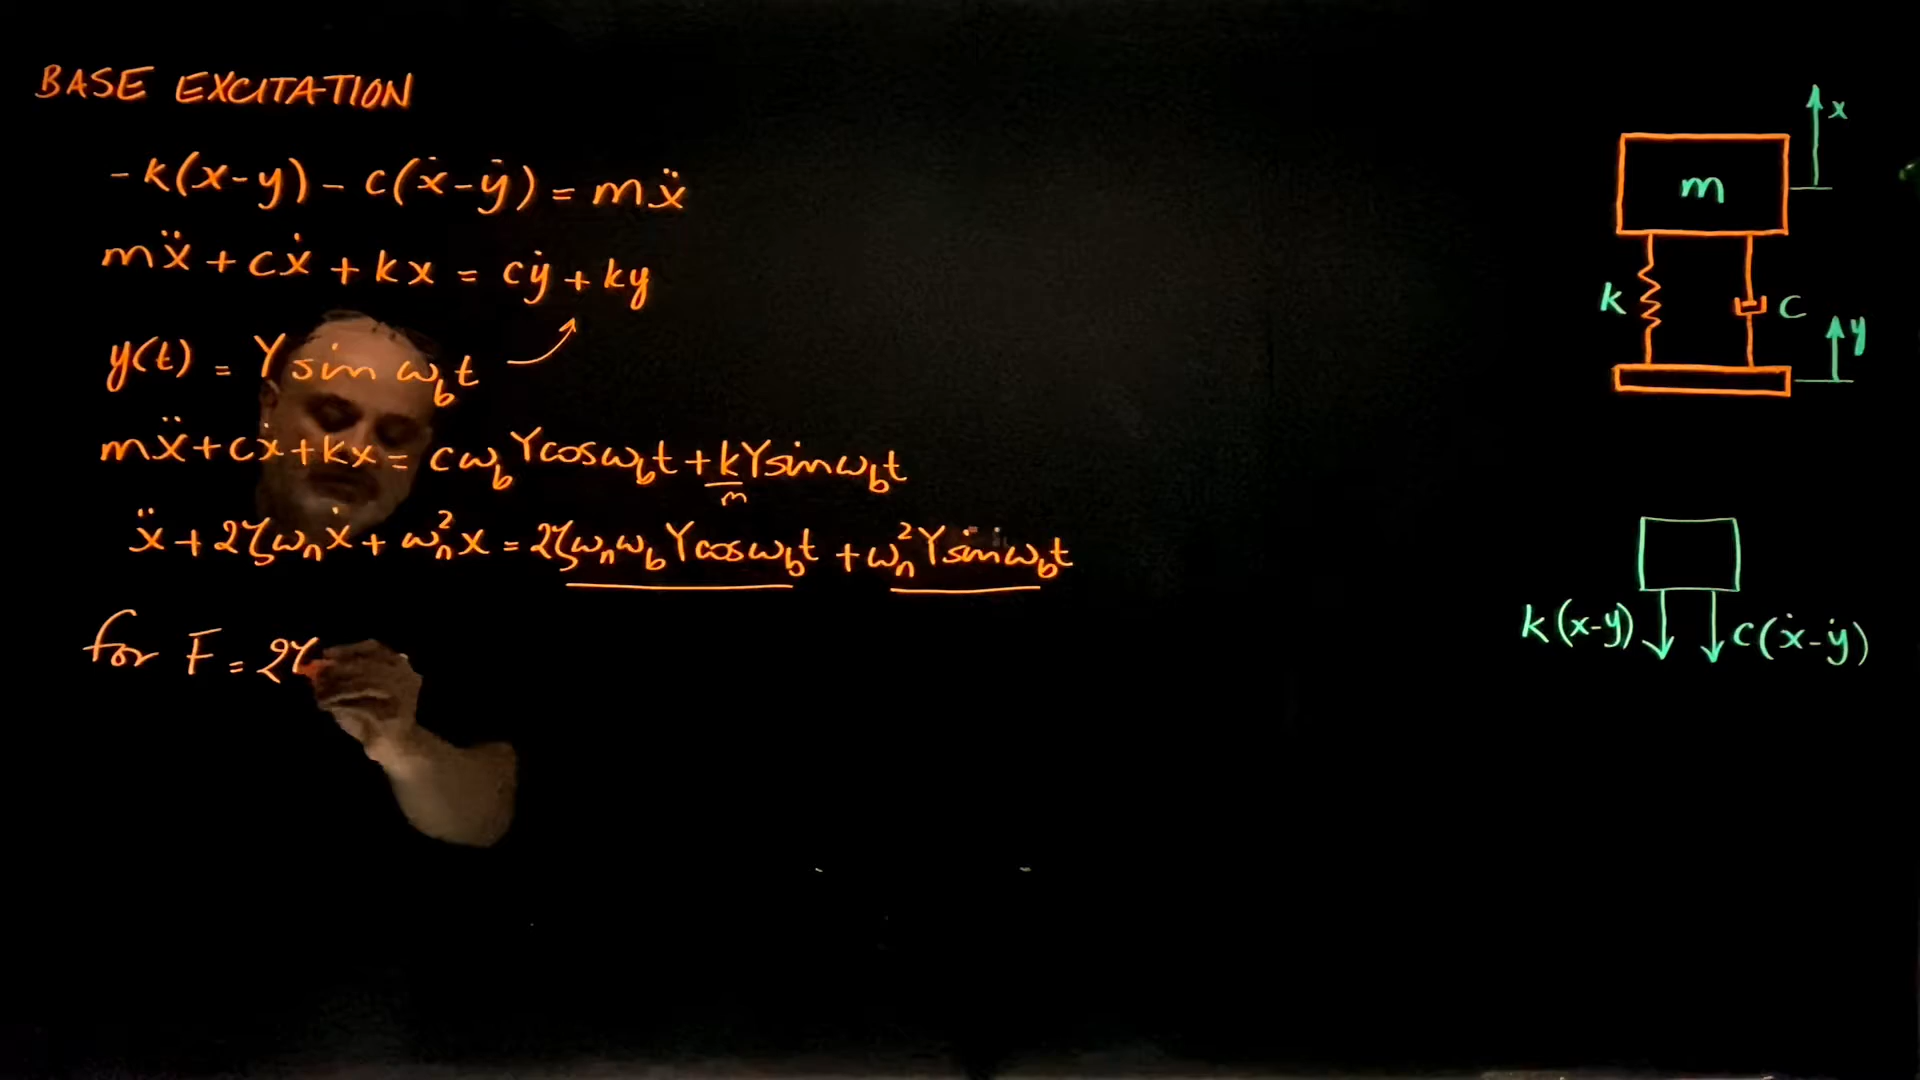 BASE EXCITATION
-k(x-y) - c(ẋ-ẏ) = mẍ
mẍ + cẋ + kx = cẏ + ky
y(t) = Y sin ω_b t
mẍ + cẋ + kx = cω_b Y cos ω_b t + k Y sin ω_b t
m
ẍ + 2ζω_n ẋ + ω_n² x = 2ζω_n ω_b Y cos ω_b t + ω_n² Y sin ω_b t
for F = 2ζ
x
m
k
c
y
k(x-y)
c(ẋ-ẏ)